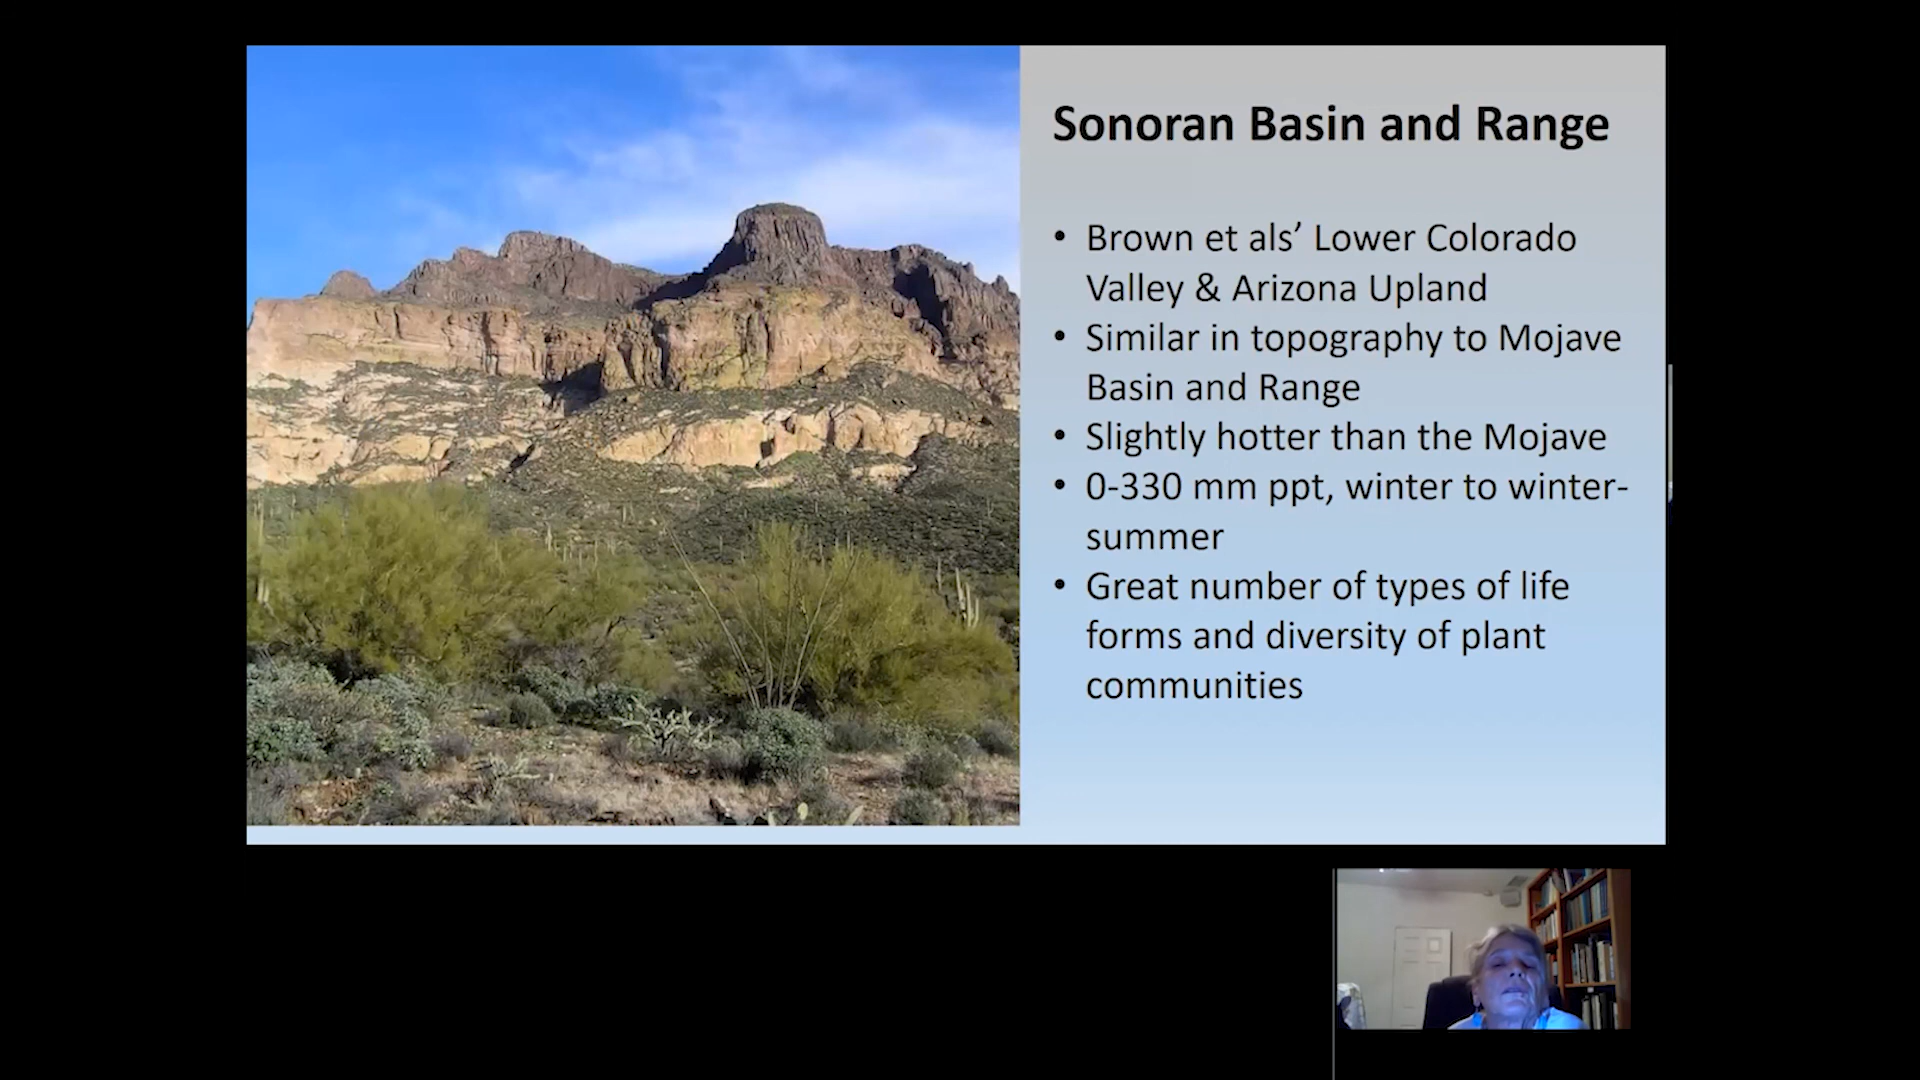 Sonoran Basin and Range
• Brown et als’ Lower Colorado
Valley & Arizona Upland
• Similar in topography to Mojave
Basin and Range
• Slightly hotter than the Mojave
• 0-330 mm ppt, winter to winter-
summer
• Great number of types of life
forms and diversity of plant
communities